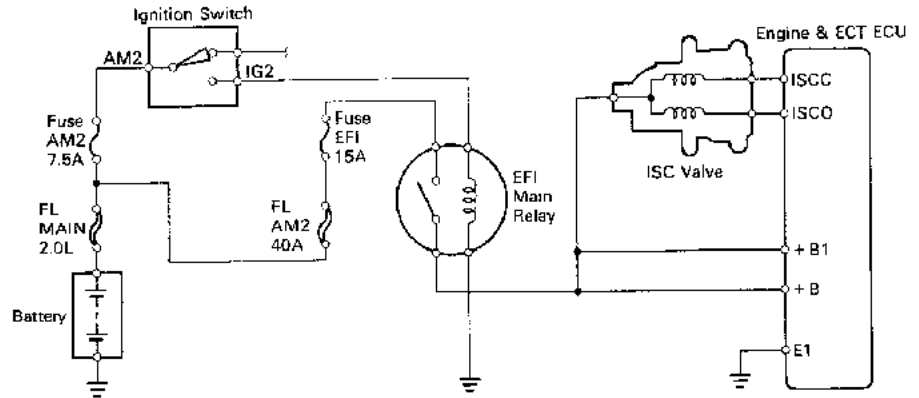 Ignition Switch
AM2
IG2
Engine & ECT ECU
ISCC
ISCO
ISC Valve
Fuse
AM2
7.5A
Fuse
EFI
15A
EFI
Main
Relay
FL
MAIN
2.0L
FL
AM2
40A
+B1
+B
Battery
E1